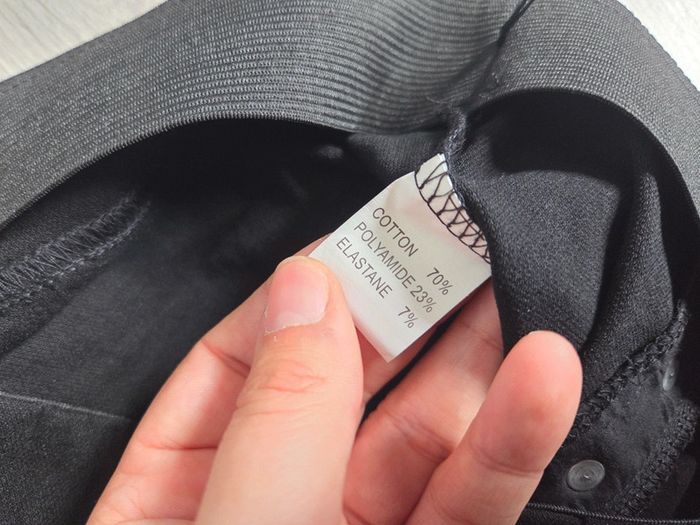 COTTON 70%
POLYAMIDE 23%
ELASTANE 7%